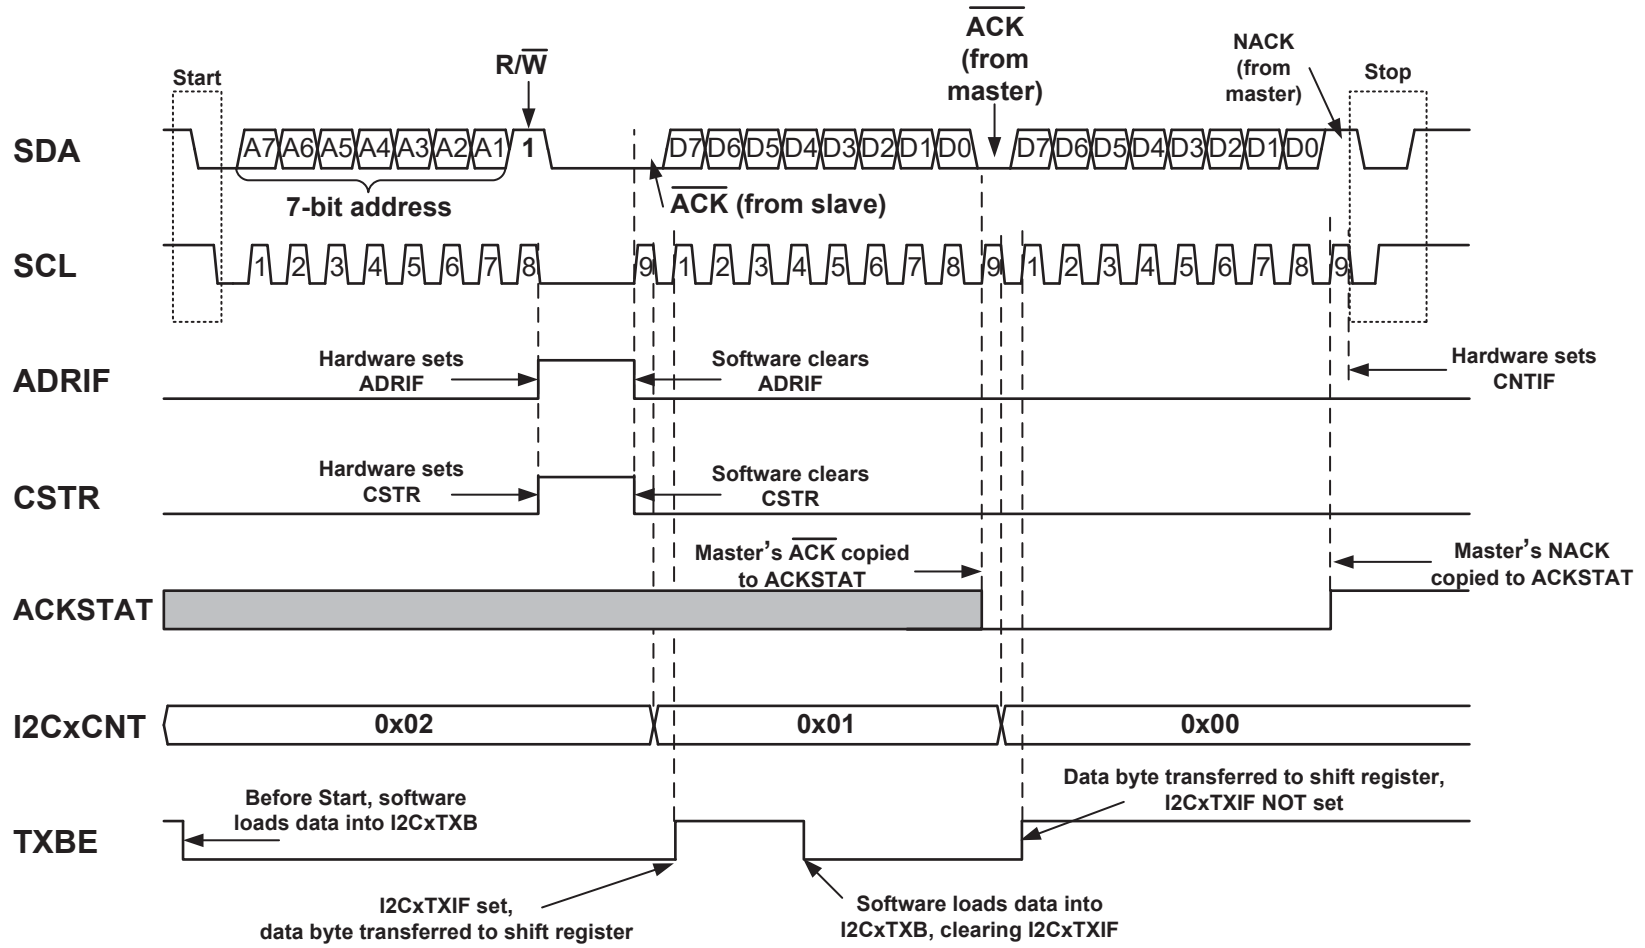 ACK
(from
master)
NACK
(from
master)
Start
R/W
Stop
SDA
A7 A6 A5 A4 A3 A2 A1 1 D7 D6 D5 D4 D3 D2 D1 D0 D7 D6 D5 D4 D3 D2 D1 D0
7-bit address
ACK (from slave)
SCL
1 2 3 4 5 6 7 8 9 1 2 3 4 5 6 7 8 9 1 2 3 4 5 6 7 8 9
ADRIF
Hardware sets
ADRIF
Software clears
ADRIF
Hardware sets
CNTIF
CSTR
Hardware sets
CSTR
Software clears
CSTR
Master’s ACK copied
to ACKSTAT
Master’s NACK
copied to ACKSTAT
ACKSTAT
I2CxCNT
0x02 0x01 0x00
TXBE
Before Start, software
loads data into I2CxTXB
Data byte transferred to shift register,
I2CxTXIF NOT set
I2CxTXIF set,
data byte transferred to shift register
Software loads data into
I2CxTXB, clearing I2CxTXIF